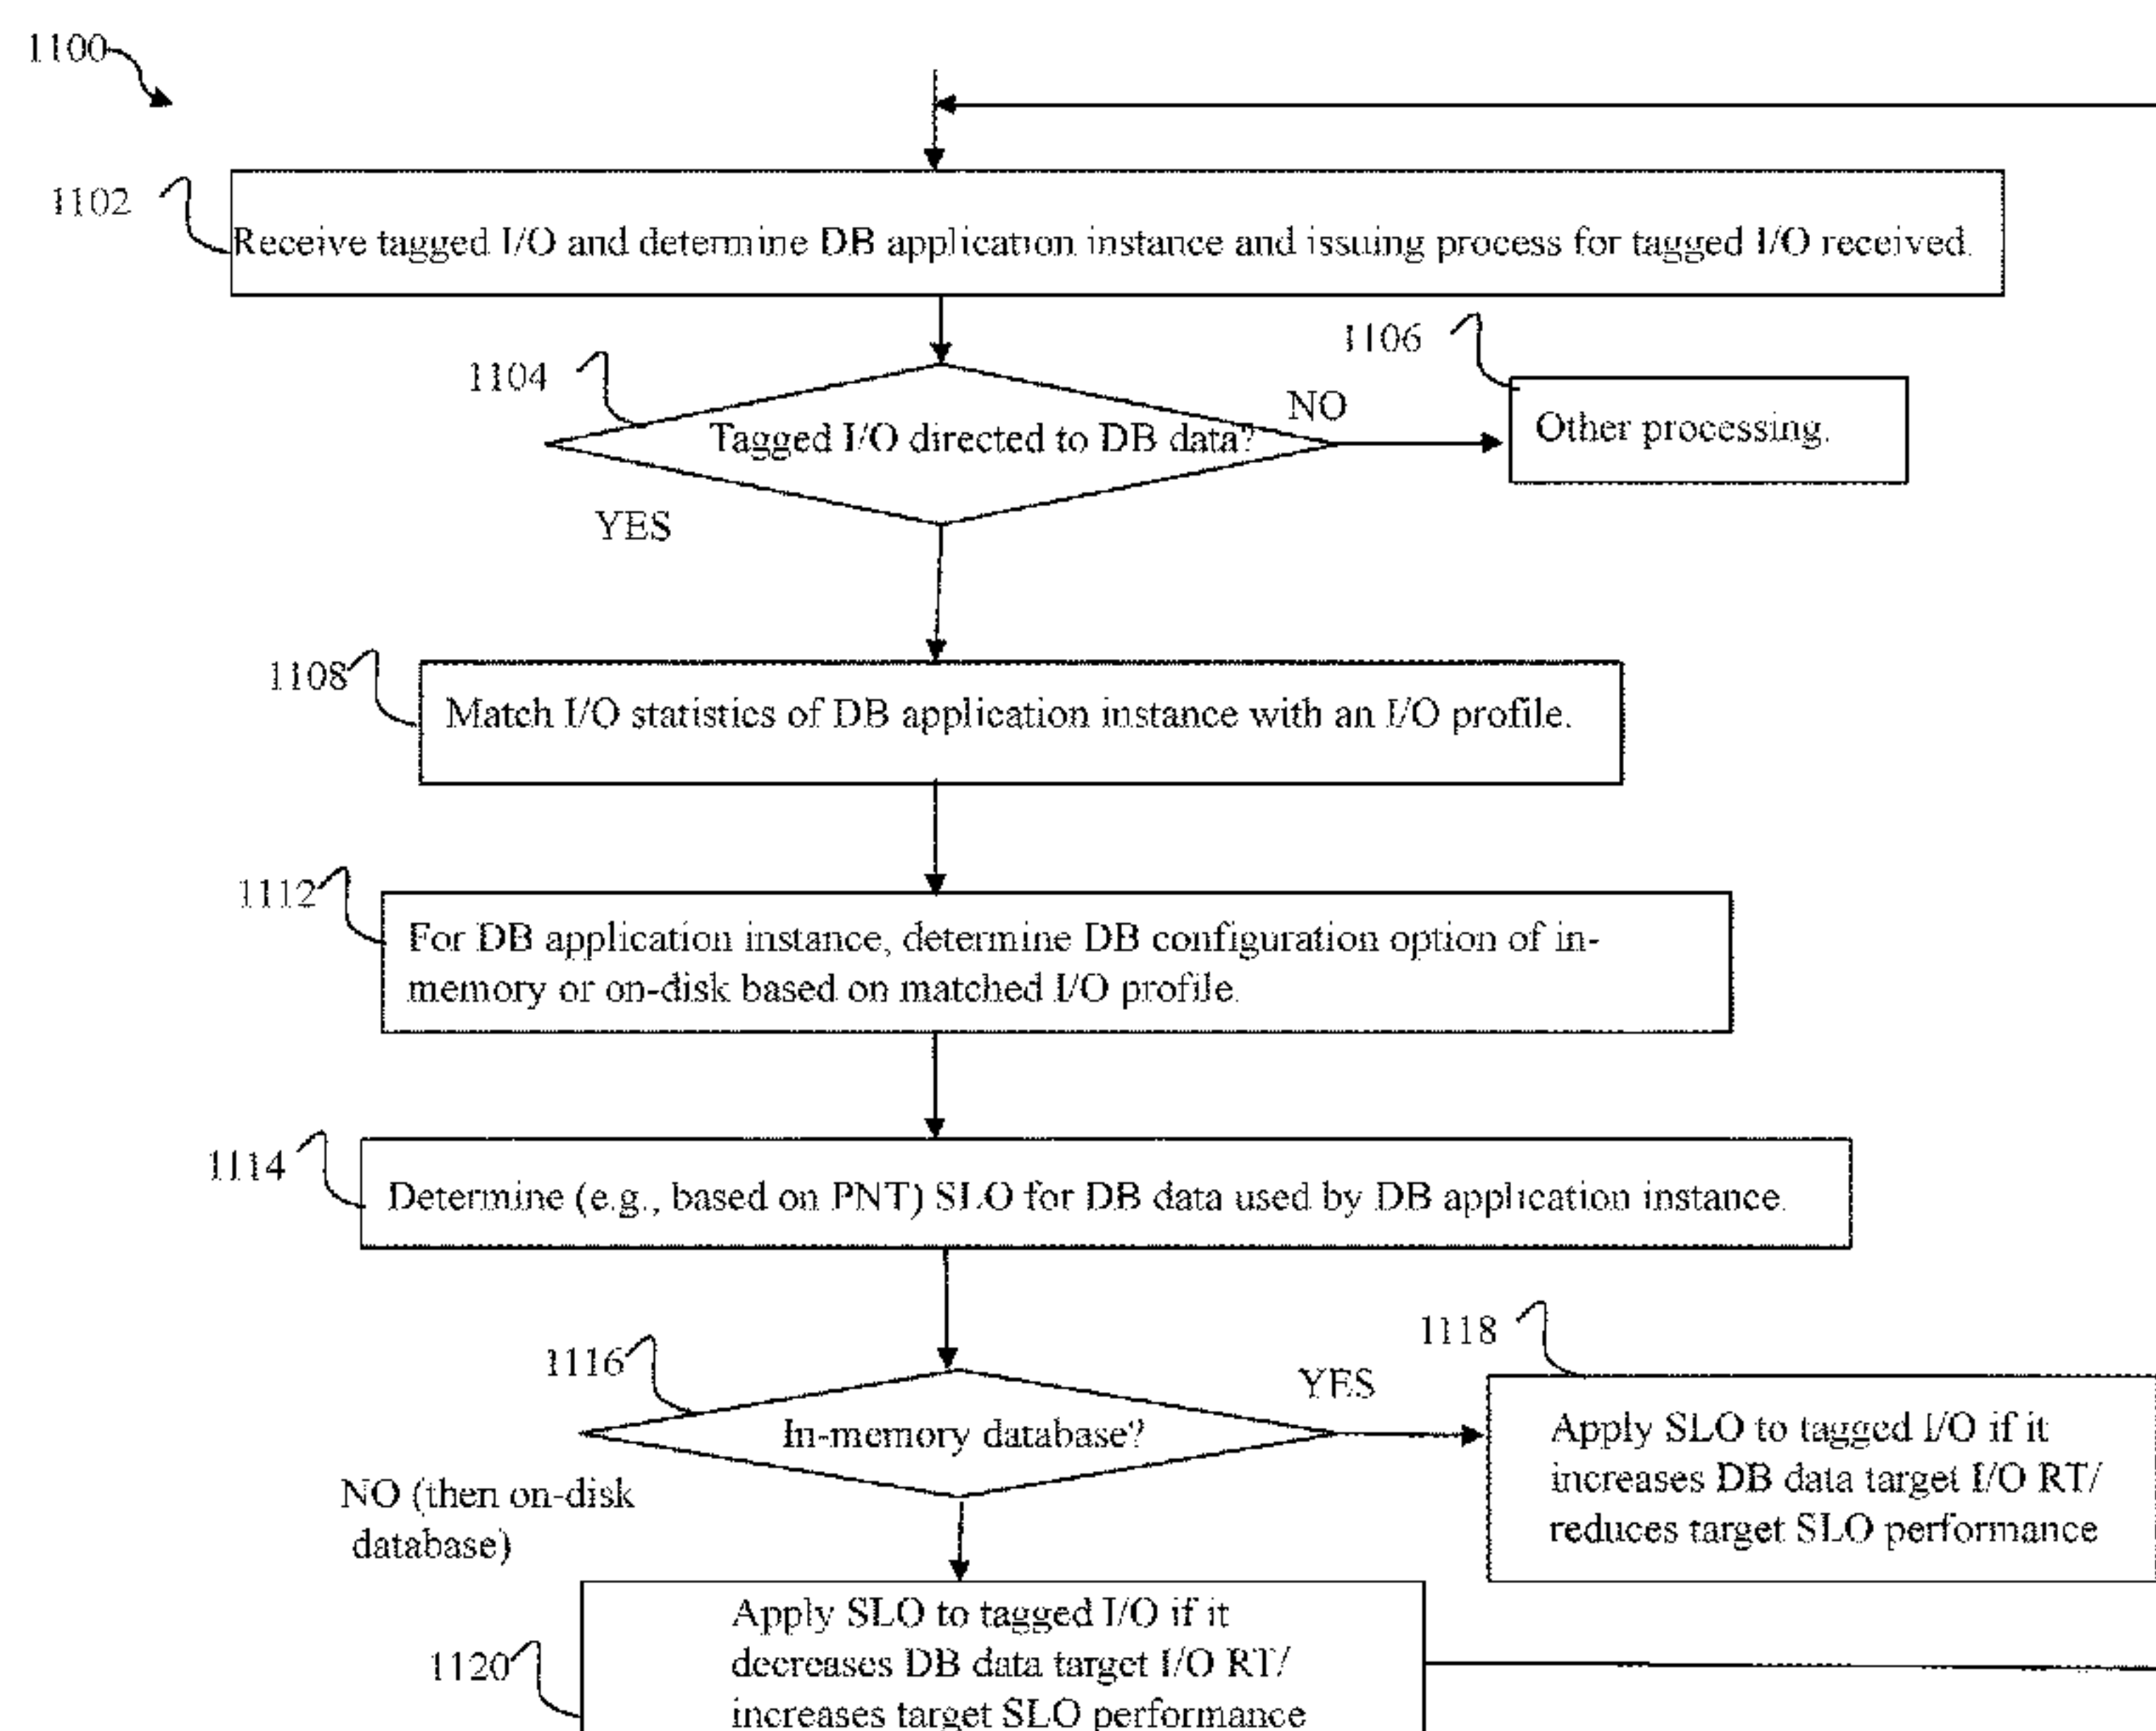 1100
1102
Receive tagged I/O and determine DB application instance and issuing process for tagged I/O received.
1104
Tagged I/O directed to DB data?
NO
1106
Other processing.
YES
1108
Match I/O statistics of DB application instance with an I/O profile.
1112
For DB application instance, determine DB configuration option of in-
memory or on-disk based on matched I/O profile.
1114
Determine (e.g., based on PNT) SLO for DB data used by DB application instance.
1116
In-memory database?
YES
1118
Apply SLO to tagged I/O if it
increases DB data target I/O RT/
reduces target SLO performance
NO (then on-disk
database)
1120
Apply SLO to tagged I/O if it
decreases DB data target I/O RT/
increases target SLO performance